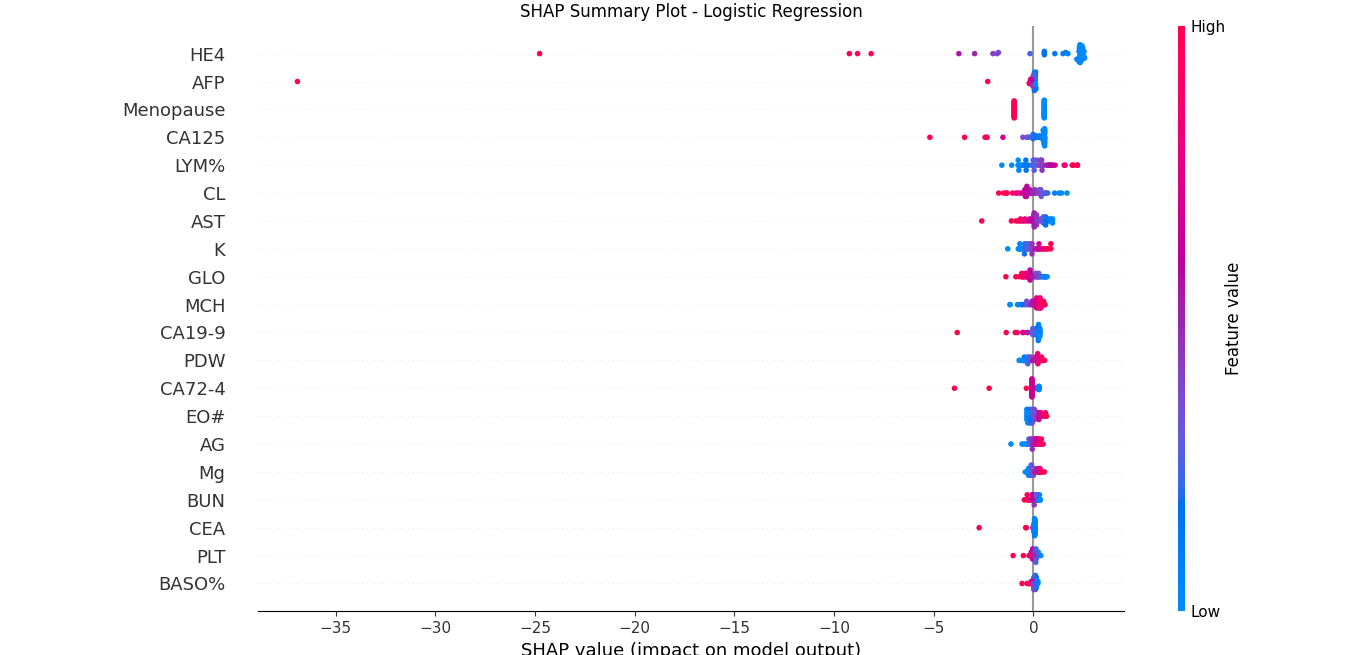 SHAP Summary Plot - Logistic Regression
High
HE4
AFP
Menopause
CA125
LYM%
CL
AST
K
GLO
MCH
CA19-9
PDW
CA72-4
EO#
AG
Mg
BUN
CEA
PLT
BASO%
Feature value
Low
−35 −30 −25 −20 −15 −10 −5 0
SHAP value (impact on model output)